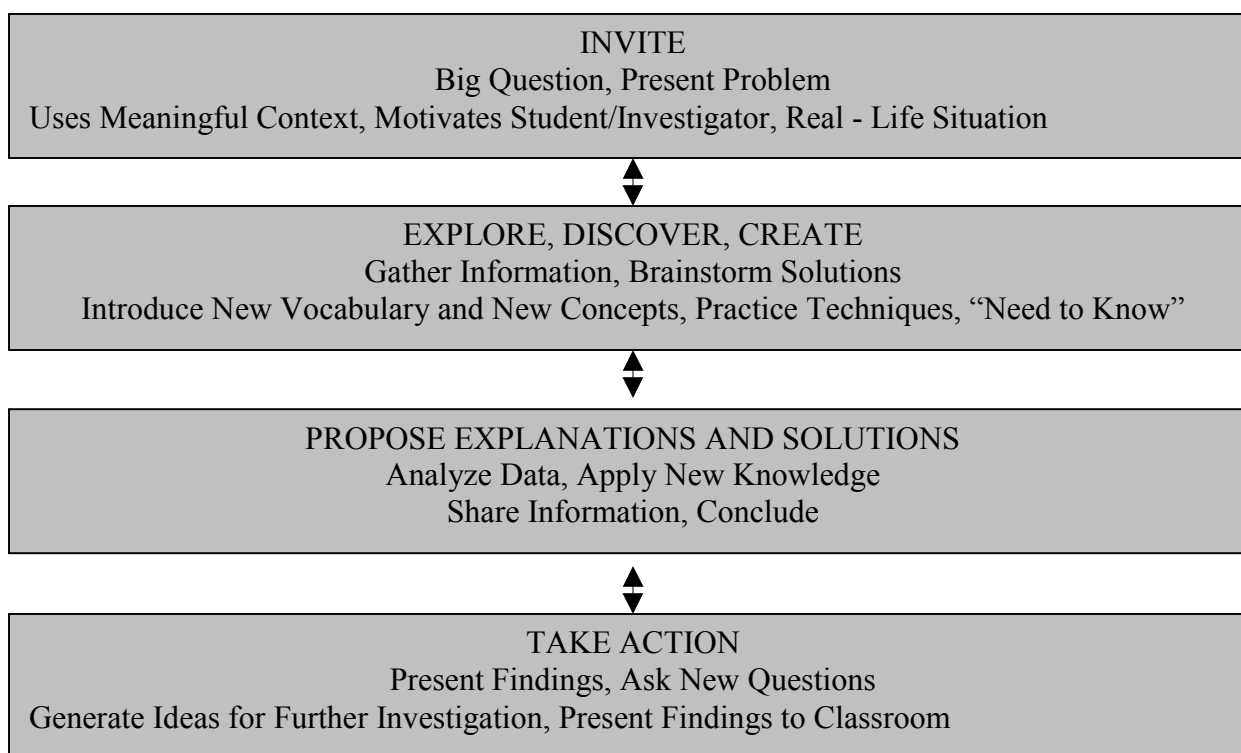 INVITE
Big Question, Present Problem
Uses Meaningful Context, Motivates Student/Investigator, Real - Life Situation
EXPLORE, DISCOVER, CREATE
Gather Information, Brainstorm Solutions
Introduce New Vocabulary and New Concepts, Practice Techniques, “Need to Know”
PROPOSE EXPLANATIONS AND SOLUTIONS
Analyze Data, Apply New Knowledge
Share Information, Conclude
TAKE ACTION
Present Findings, Ask New Questions
Generate Ideas for Further Investigation, Present Findings to Classroom